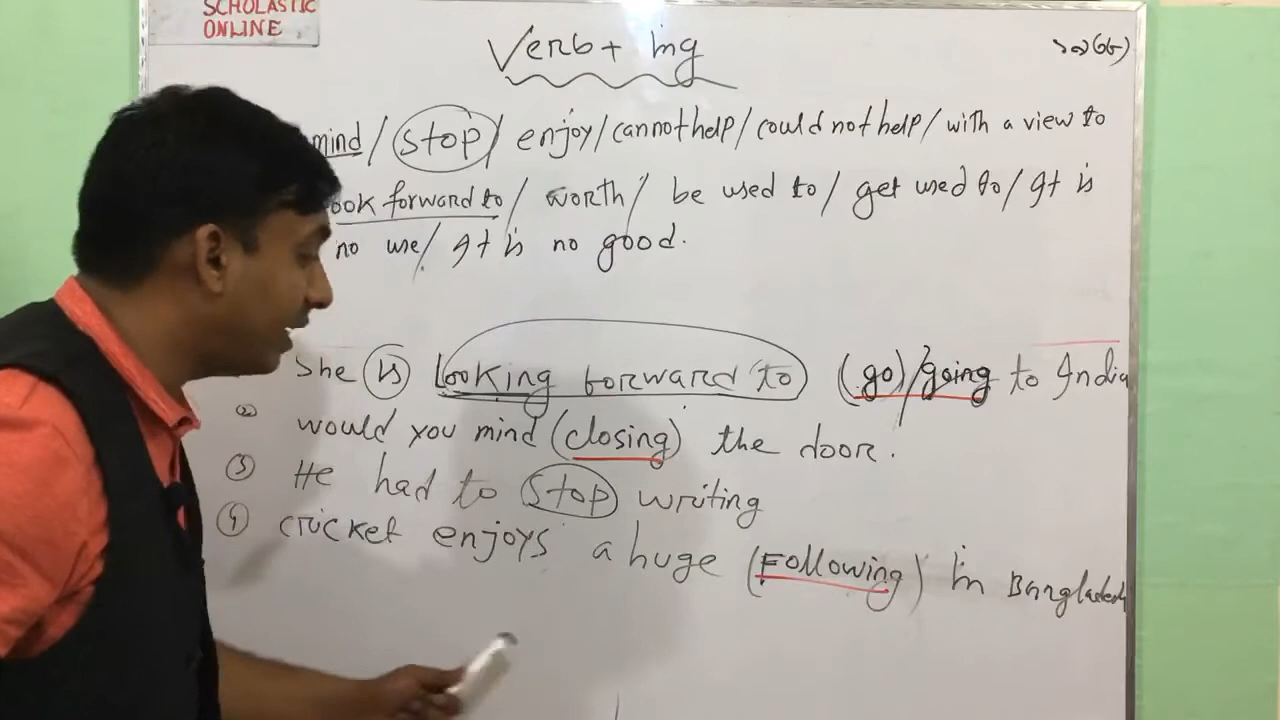 SCHOLASTIC
ONLINE
Verb + ing
mind / stop / enjoy / cannot help / could not help / with a view to
look forward to / worth / be used to / get used to / It is
no use / It is no good.
She is looking forward to (go) / going to India
② would you mind (closing) the door.
③ He had to stop writing
④ cricket enjoys a huge (Following) in Bangladesh